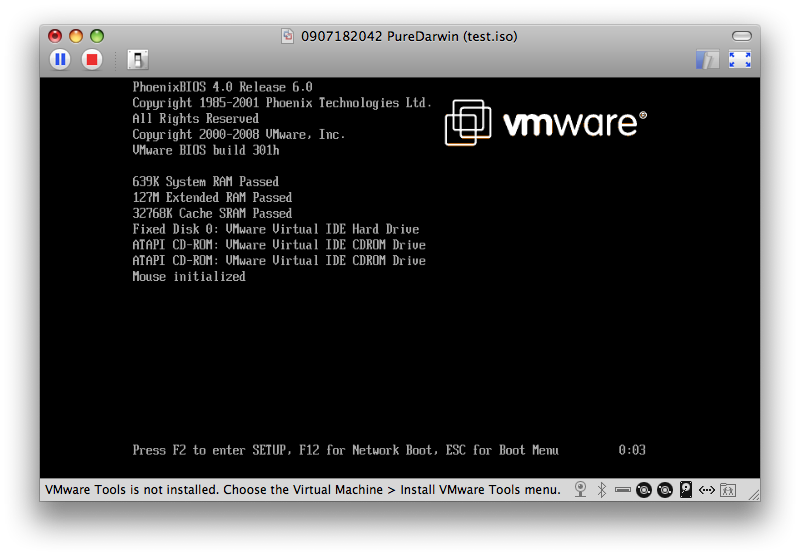 0907182042 PureDarwin (test.iso)
PhoenixBIOS 4.0 Release 6.0
Copyright 1985-2001 Phoenix Technologies Ltd.
All Rights Reserved
Copyright 2000-2008 VMware, Inc.
VMware BIOS build 301h
vmware®
639K System RAM Passed
127M Extended RAM Passed
32768K Cache SRAM Passed
Fixed Disk 0: VMware Virtual IDE Hard Drive
ATAPI CD-ROM: VMware Virtual IDE CDROM Drive
ATAPI CD-ROM: VMware Virtual IDE CDROM Drive
Mouse initialized
Press F2 to enter SETUP, F12 for Network Boot, ESC for Boot Menu 0:03
VMware Tools is not installed. Choose the Virtual Machine > Install VMware Tools menu.